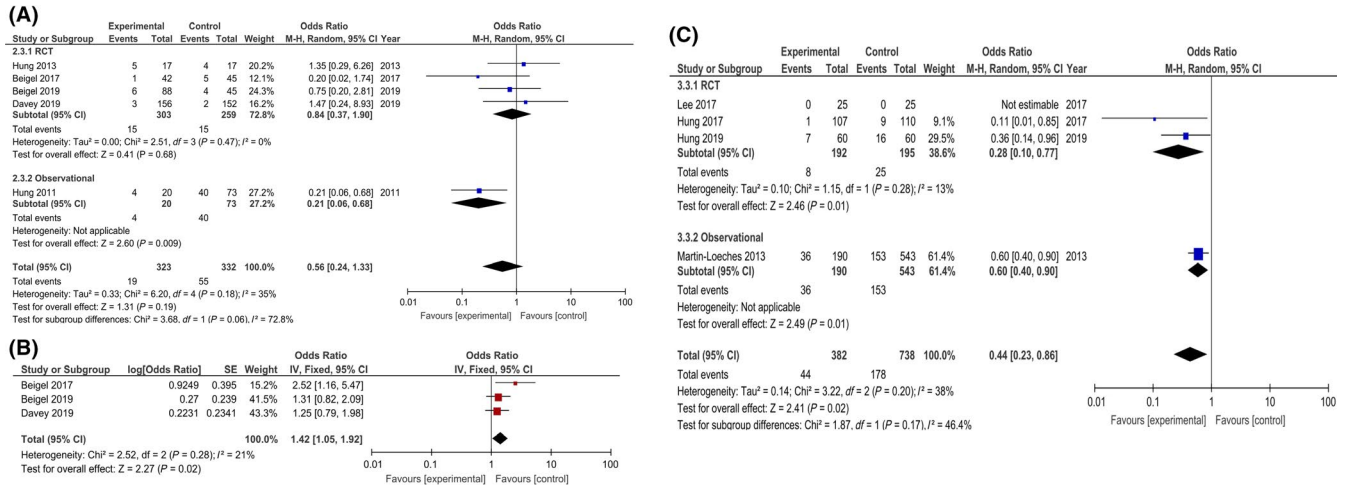 (A)
Experimental Control Odds Ratio Odds Ratio
Study or Subgroup Events Total Events Total Weight M-H, Random, 95% CI Year M-H, Random, 95% CI
2.3.1 RCT
Hung 2013 5 17 4 17 20.2% 1.35 [0.29, 6.26] 2013
Beigel 2017 1 42 5 45 12.1% 0.20 [0.02, 1.74] 2017
Beigel 2019 6 88 4 45 24.3% 0.75 [0.20, 2.81] 2019
Davey 2019 3 156 2 152 16.2% 1.47 [0.24, 8.93] 2019
Subtotal (95% CI) 303 259 72.8% 0.84 [0.37, 1.90]
Total events 15 15
Heterogeneity: Tau² = 0.00; Chi² = 2.51, df = 3 (P = 0.47); I² = 0%
Test for overall effect: Z = 0.41 (P = 0.68)
2.3.2 Observational
Hung 2011 4 20 40 73 27.2% 0.21 [0.06, 0.68] 2011
Subtotal (95% CI) 20 73 27.2% 0.21 [0.06, 0.68]
Total events 4 40
Heterogeneity: Not applicable
Test for overall effect: Z = 2.60 (P = 0.009)
Total (95% CI) 323 332 100.0% 0.56 [0.24, 1.33]
Total events 19 55
Heterogeneity: Tau² = 0.33; Chi² = 6.20, df = 4 (P = 0.18); I² = 35%
Test for overall effect: Z = 1.31 (P = 0.19)
Test for subgroup differences: Chi² = 3.68, df = 1 (P = 0.06), I² = 72.8%
0.01 0.1 1 10 100
Favours [experimental] Favours [control]
(B)
Odds Ratio Odds Ratio
Study or Subgroup log[Odds Ratio] SE Weight IV, Fixed, 95% CI IV, Fixed, 95% CI
Beigel 2017 0.9249 0.395 15.2% 2.52 [1.16, 5.47]
Beigel 2019 0.27 0.239 41.5% 1.31 [0.82, 2.09]
Davey 2019 0.2231 0.2341 43.3% 1.25 [0.79, 1.98]
Total (95% CI) 100.0% 1.42 [1.05, 1.92]
Heterogeneity: Chi² = 2.52, df = 2 (P = 0.28); I² = 21%
Test for overall effect: Z = 2.27 (P = 0.02)
0.01 0.1 1 10 100
Favours [experimental] Favours [control]
(C)
Experimental Control Odds Ratio Odds Ratio
Study or Subgroup Events Total Events Total Weight M-H, Random, 95% CI Year M-H, Random, 95% CI
3.3.1 RCT
Lee 2017 0 25 0 25 Not estimable 2017
Hung 2017 1 107 9 110 9.1% 0.11 [0.01, 0.85] 2017
Hung 2019 7 60 16 60 29.5% 0.36 [0.14, 0.96] 2019
Subtotal (95% CI) 192 195 38.6% 0.28 [0.10, 0.77]
Total events 8 25
Heterogeneity: Tau² = 0.10; Chi² = 1.15, df = 1 (P = 0.28); I² = 13%
Test for overall effect: Z = 2.46 (P = 0.01)
3.3.2 Observational
Martin-Loeches 2013 36 190 153 543 61.4% 0.60 [0.40, 0.90] 2013
Subtotal (95% CI) 190 543 61.4% 0.60 [0.40, 0.90]
Total events 36 153
Heterogeneity: Not applicable
Test for overall effect: Z = 2.49 (P = 0.01)
Total (95% CI) 382 738 100.0% 0.44 [0.23, 0.86]
Total events 44 178
Heterogeneity: Tau² = 0.14; Chi² = 3.22, df = 2 (P = 0.20); I² = 38%
Test for overall effect: Z = 2.41 (P = 0.02)
Test for subgroup differences: Chi² = 1.87, df = 1 (P = 0.17), I² = 46.4%
0.01 0.1 1 10 100
Favours [experimental] Favours [control]